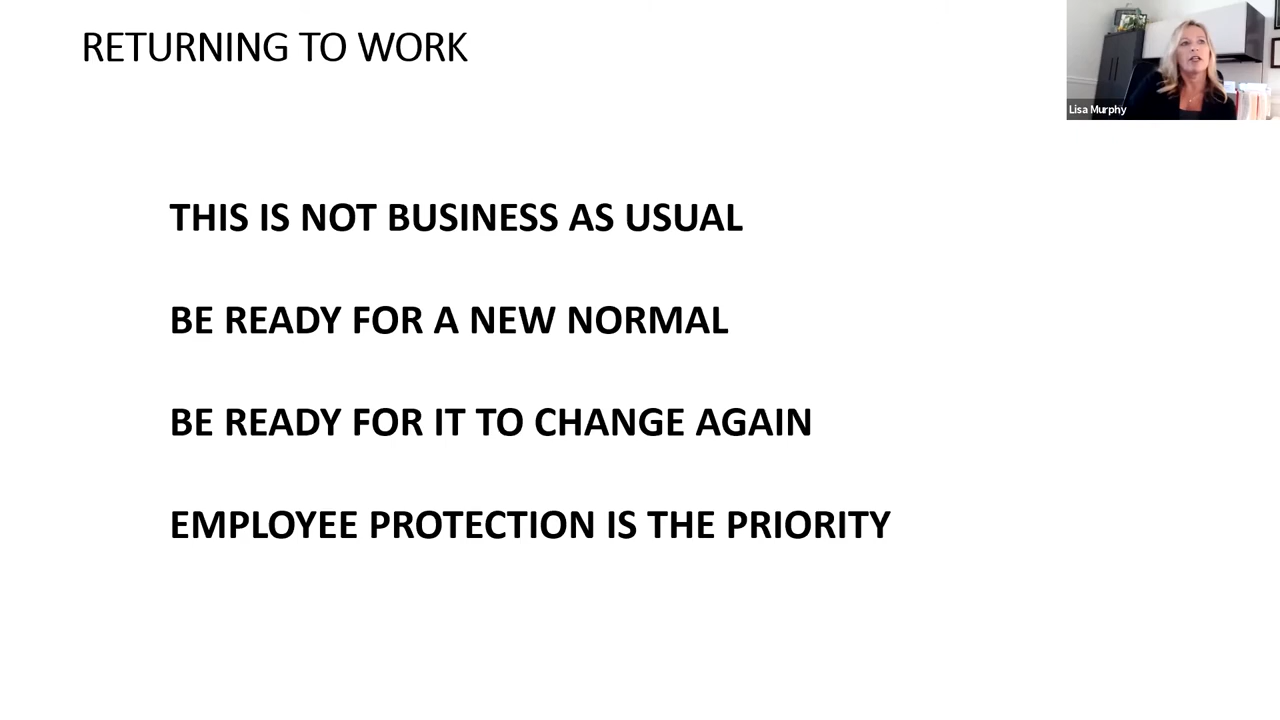 RETURNING TO WORK
Lisa Murphy
THIS IS NOT BUSINESS AS USUAL
BE READY FOR A NEW NORMAL
BE READY FOR IT TO CHANGE AGAIN
EMPLOYEE PROTECTION IS THE PRIORITY